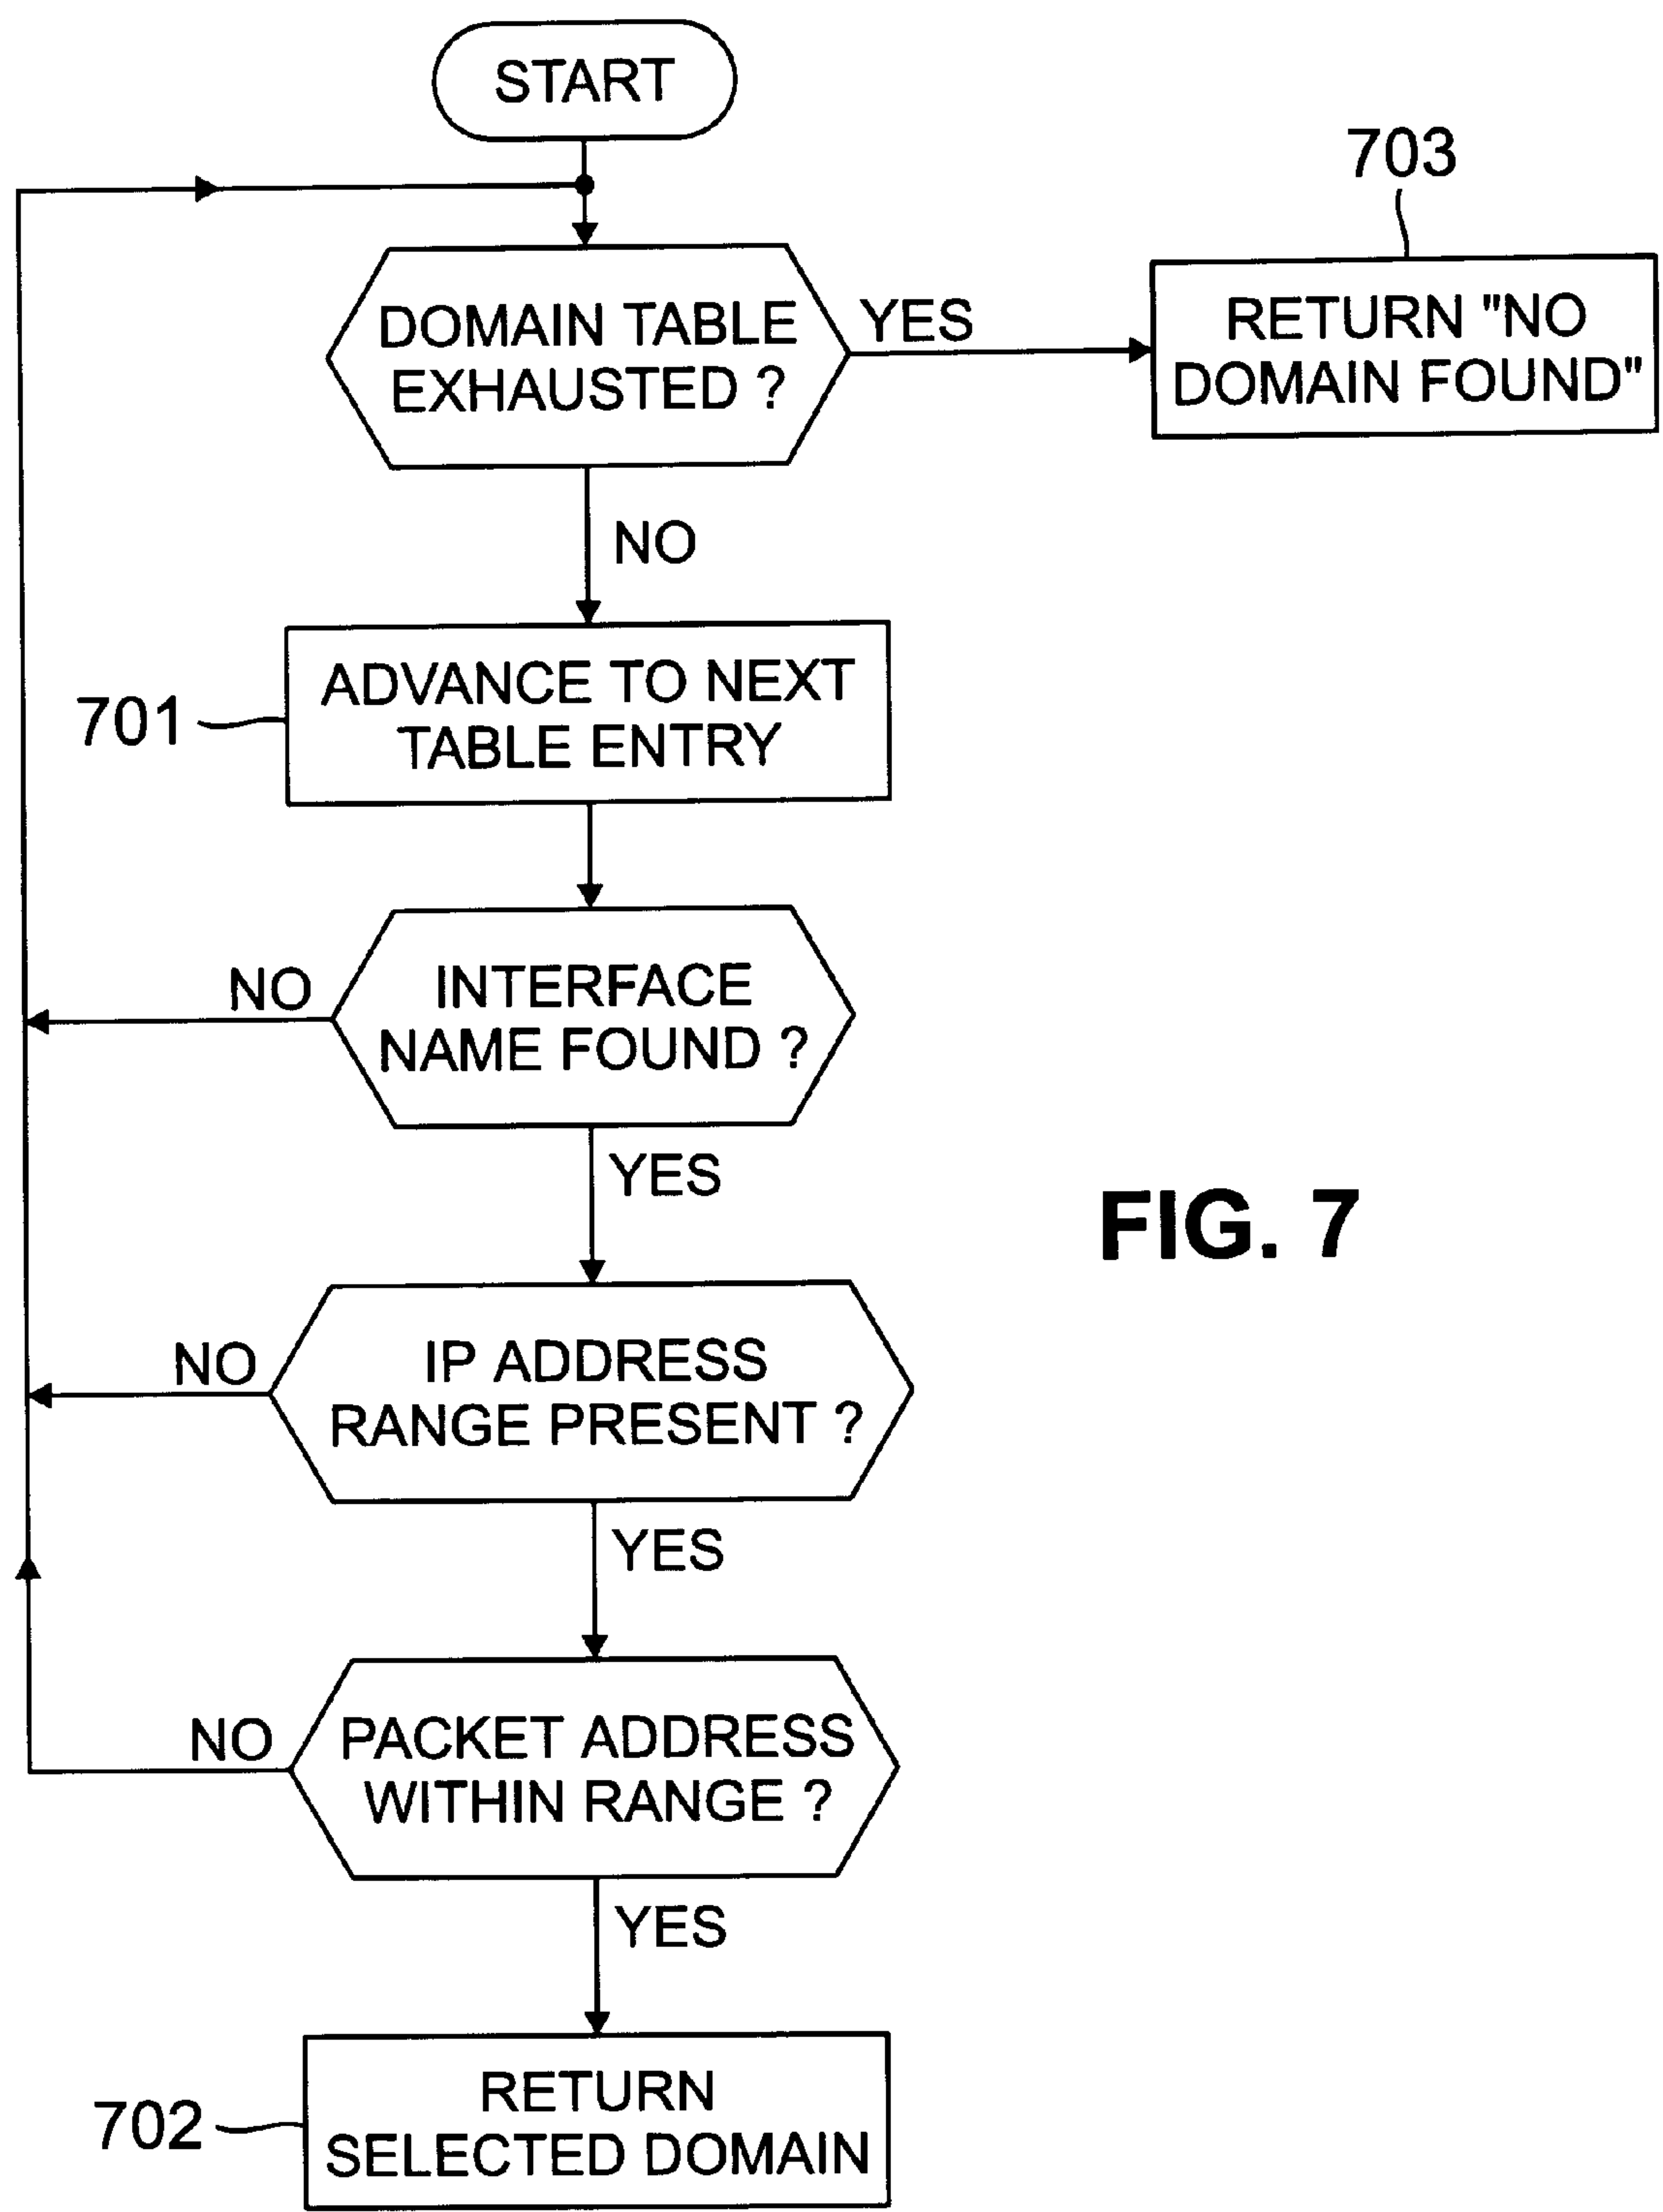 START
703
DOMAIN TABLE
EXHAUSTED ?
YES
RETURN "NO
DOMAIN FOUND"
NO
701
ADVANCE TO NEXT
TABLE ENTRY
NO
INTERFACE
NAME FOUND ?
YES
FIG. 7
NO
IP ADDRESS
RANGE PRESENT ?
YES
NO
PACKET ADDRESS
WITHIN RANGE ?
YES
702
RETURN
SELECTED DOMAIN